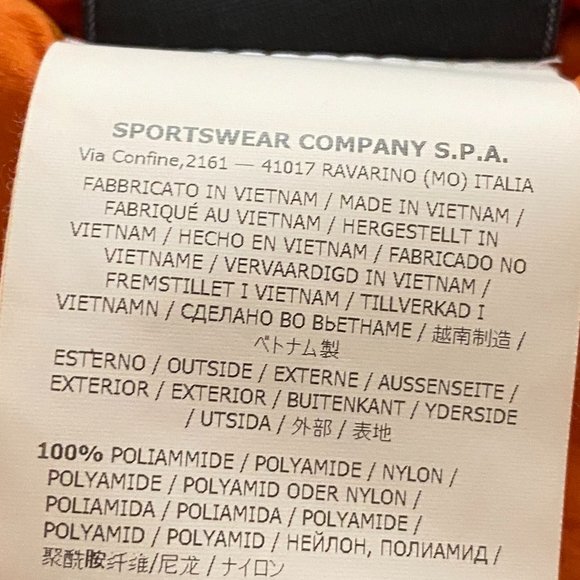 SPORTSWEAR COMPANY S.P.A.
Via Confine,2161 — 41017 RAVARINO (MO) ITALIA
FABBRICATO IN VIETNAM / MADE IN VIETNAM /
FABRIQUÉ AU VIETNAM / HERGESTELLT IN
VIETNAM / HECHO EN VIETNAM / FABRICADO NO
VIETNAME / VERVAARDIGD IN VIETNAM /
FREMSTILLET I VIETNAM / TILLVERKAD I
VIETNAMN / СДЕЛАНО ВО ВЬЕТНАМЕ / 越南制造 /
ベトナム製
ESTERNO / OUTSIDE / EXTERNE / AUSSENSEITE /
EXTERIOR / EXTERIOR / BUITENKANT / YDERSIDE
/ UTSIDA / 外部 / 表地
100% POLIAMMIDE / POLYAMIDE / NYLON /
POLYAMIDE / POLYAMID ODER NYLON /
POLIAMIDA / POLIAMIDA / POLYAMIDE /
POLYAMID / POLYAMID / НЕЙЛОН, ПОЛИАМИД /
聚酰胺纤维/尼龙 / ナイロン